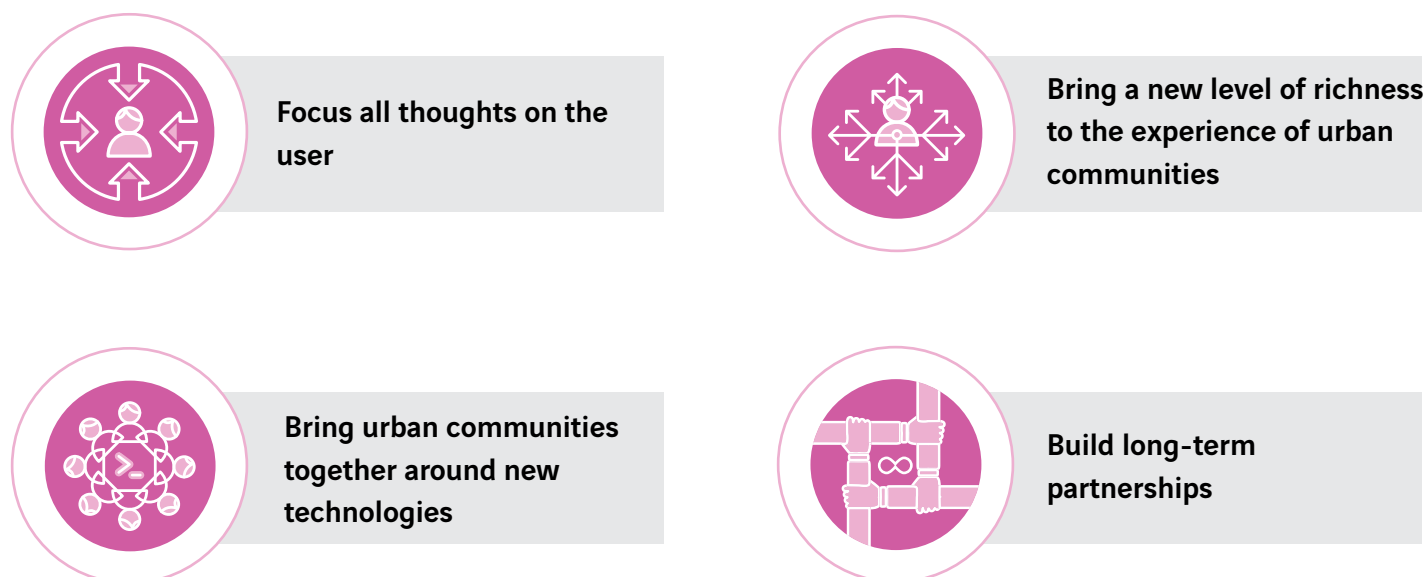 Focus all thoughts on the
user
Bring a new level of richness
to the experience of urban
communities
Bring urban communities
together around new
technologies
>_
Build long-term
partnerships